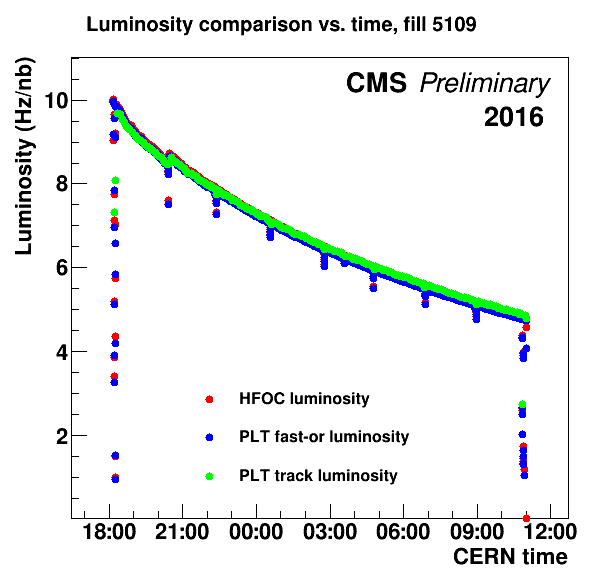 Luminosity comparison vs. time, fill 5109
CMS Preliminary
2016
Luminosity (Hz/nb)
10
8
6
4
2
HFOC luminosity
PLT fast-or luminosity
PLT track luminosity
18:00 21:00 00:00 03:00 06:00 09:00 12:00
CERN time